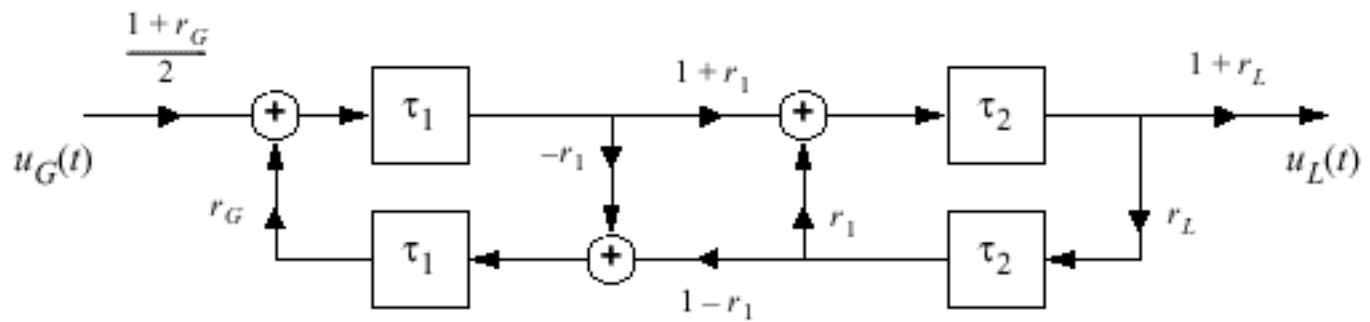 1 + r_G
2
τ_1
1 + r_1
τ_2
1 + r_L
+
+
u_G(t)
–r_1
u_L(t)
r_G
τ_1
+
r_1
τ_2
r_L
1 – r_1